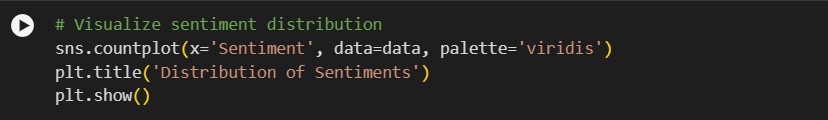 # Visualize sentiment distribution
sns.countplot(x='Sentiment', data=data, palette='viridis')
plt.title('Distribution of Sentiments')
plt.show()